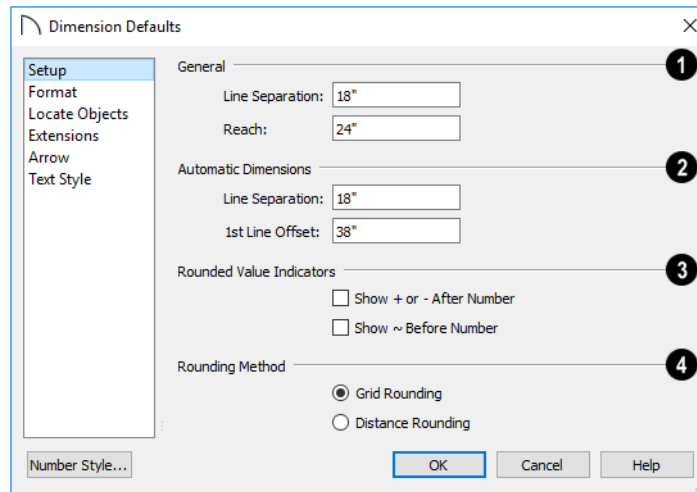 Dimension Defaults
Setup
Format
Locate Objects
Extensions
Arrow
Text Style
General
1
Line Separation: 18"
Reach: 24"
Automatic Dimensions
2
Line Separation: 18"
1st Line Offset: 38"
Rounded Value Indicators
3
Show + or - After Number
Show ~ Before Number
Rounding Method
4
Grid Rounding
Distance Rounding
Number Style...
OK
Cancel
Help